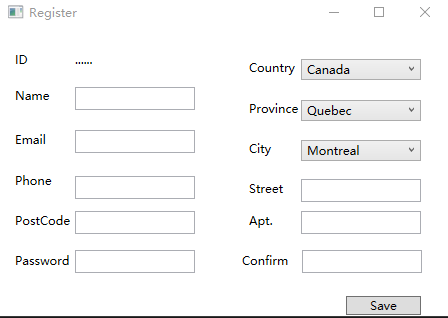 Register
ID ......
Country Canada
Name
Province Quebec
Email
City Montreal
Phone
Street
PostCode
Apt.
Password
Confirm
Save